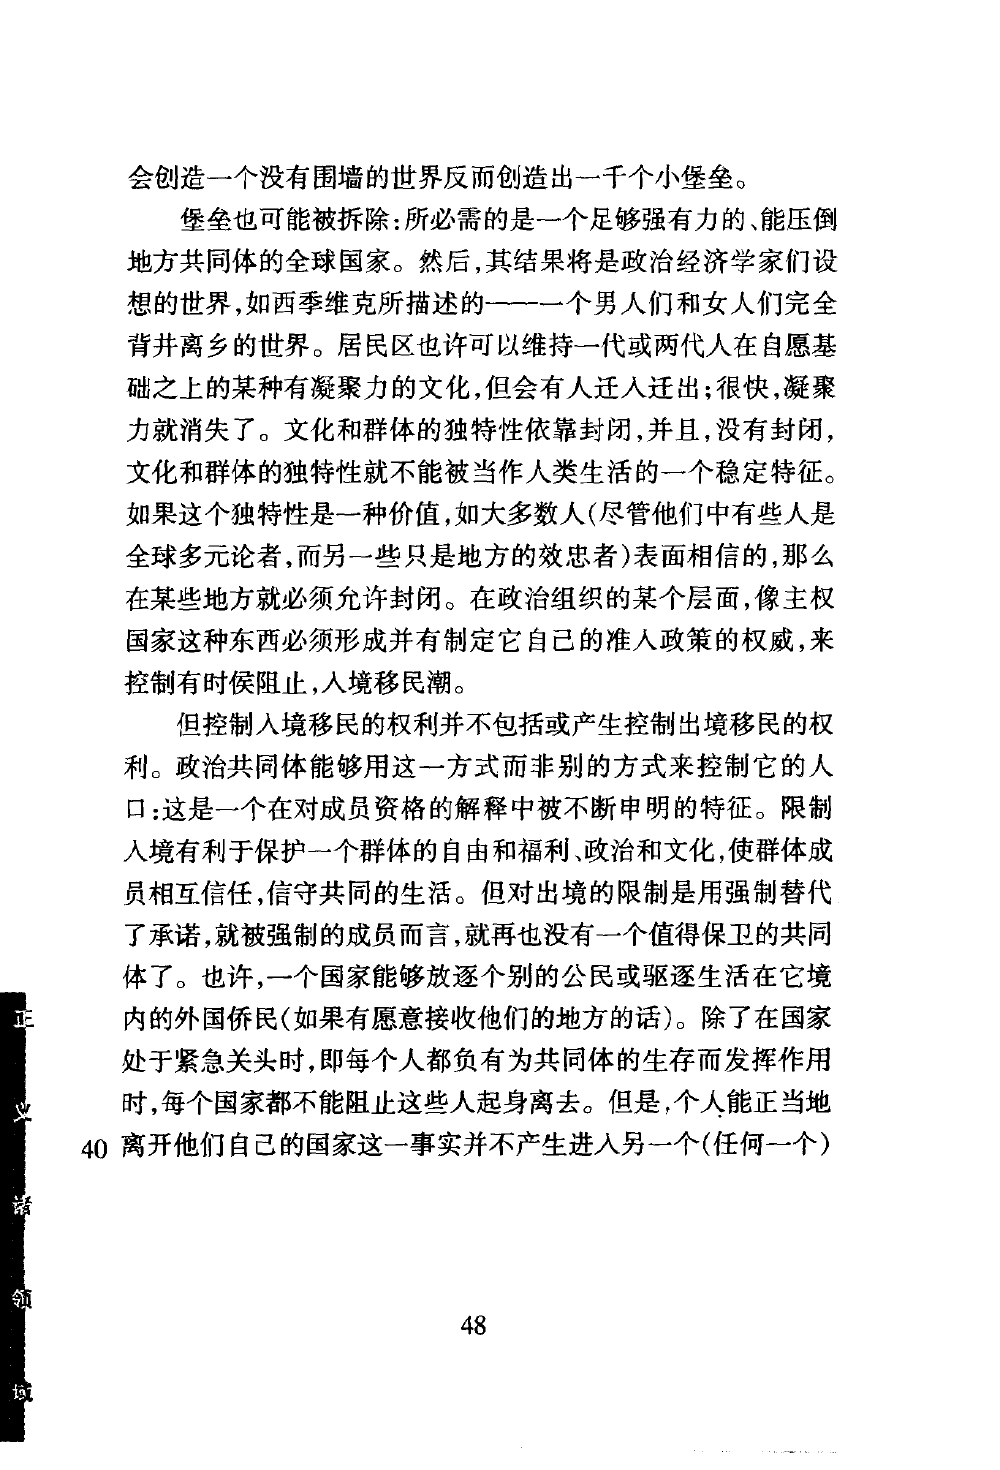 会创造一个没有围墙的世界反而创造出一千个小堡垒。
堡垒也可能被拆除:所必需的是一个足够强有力的、能压倒
地方共同体的全球国家。然后,其结果将是政治经济学家们设
想的世界,如西季维克所描述的——一个男人们和女人们完全
背井离乡的世界。居民区也许可以维持一代或两代人在自愿基
础之上的某种有凝聚力的文化,但会有人迁入迁出;很快,凝聚
力就消失了。文化和群体的独特性依靠封闭,并且,没有封闭,
文化和群体的独特性就不能被当作人类生活的一个稳定特征。
如果这个独特性是一种价值,如大多数人(尽管他们中有些人是
全球多元论者,而另一些只是地方的效忠者)表面相信的,那么
在某些地方就必须允许封闭。在政治组织的某个层面,像主权
国家这种东西必须形成并有制定它自己的准入政策的权威,来
控制有时侯阻止,入境移民潮。
但控制入境移民的权利并不包括或产生控制出境移民的权
利。政治共同体能够用这一方式而非别的方式来控制它的人
口:这是一个在对成员资格的解释中被不断申明的特征。限制
入境有利于保护一个群体的自由和福利、政治和文化,使群体成
员相互信任,信守共同的生活。但对出境的限制是用强制替代
了承诺,就被强制的成员而言,就再也没有一个值得保卫的共同
体了。也许,一个国家能够放逐个别的公民或驱逐生活在它境
内的外国侨民(如果有愿意接收他们的地方的话)。除了在国家
处于紧急关头时,即每个人都负有为共同体的生存而发挥作用
时,每个国家都不能阻止这些人起身离去。但是,个人能正当地
40 离开他们自己的国家这一事实并不产生进入另一个(任何一个)
48
正义诸领域